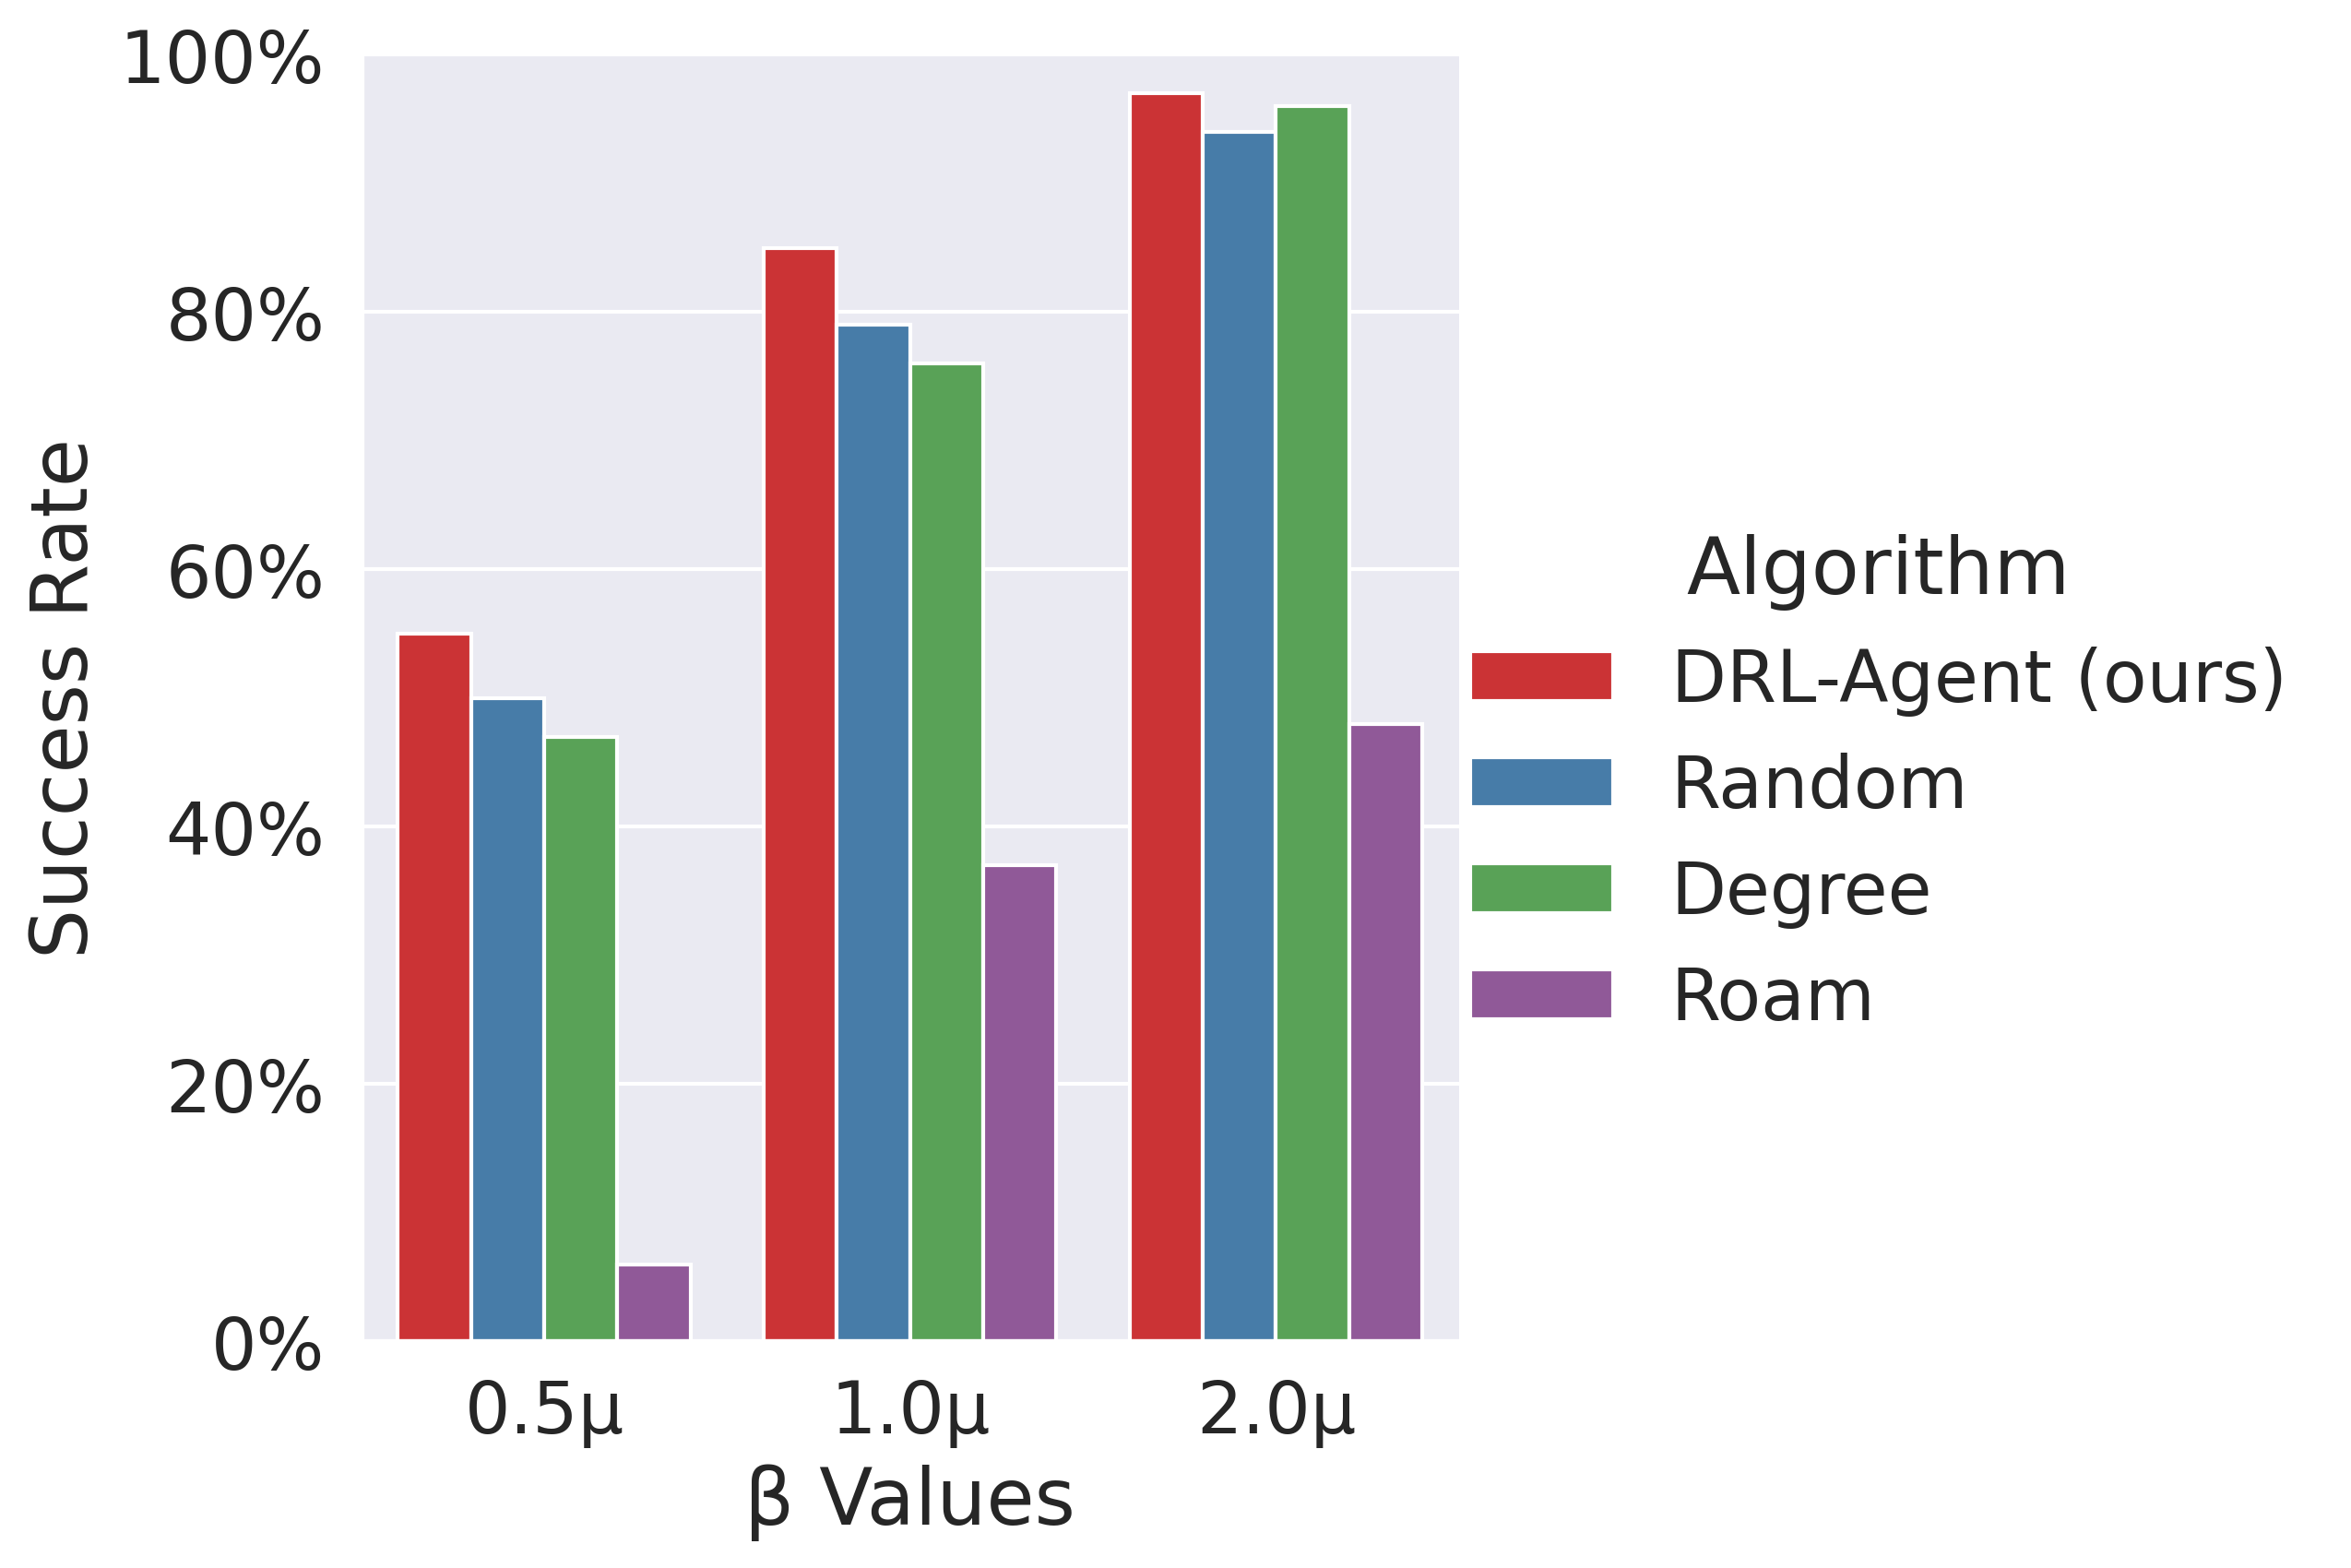 100%
80%
60%
40%
20%
0%
Success Rate
0.5μ 1.0μ 2.0μ
β Values
Algorithm
DRL-Agent (ours)
Random
Degree
Roam